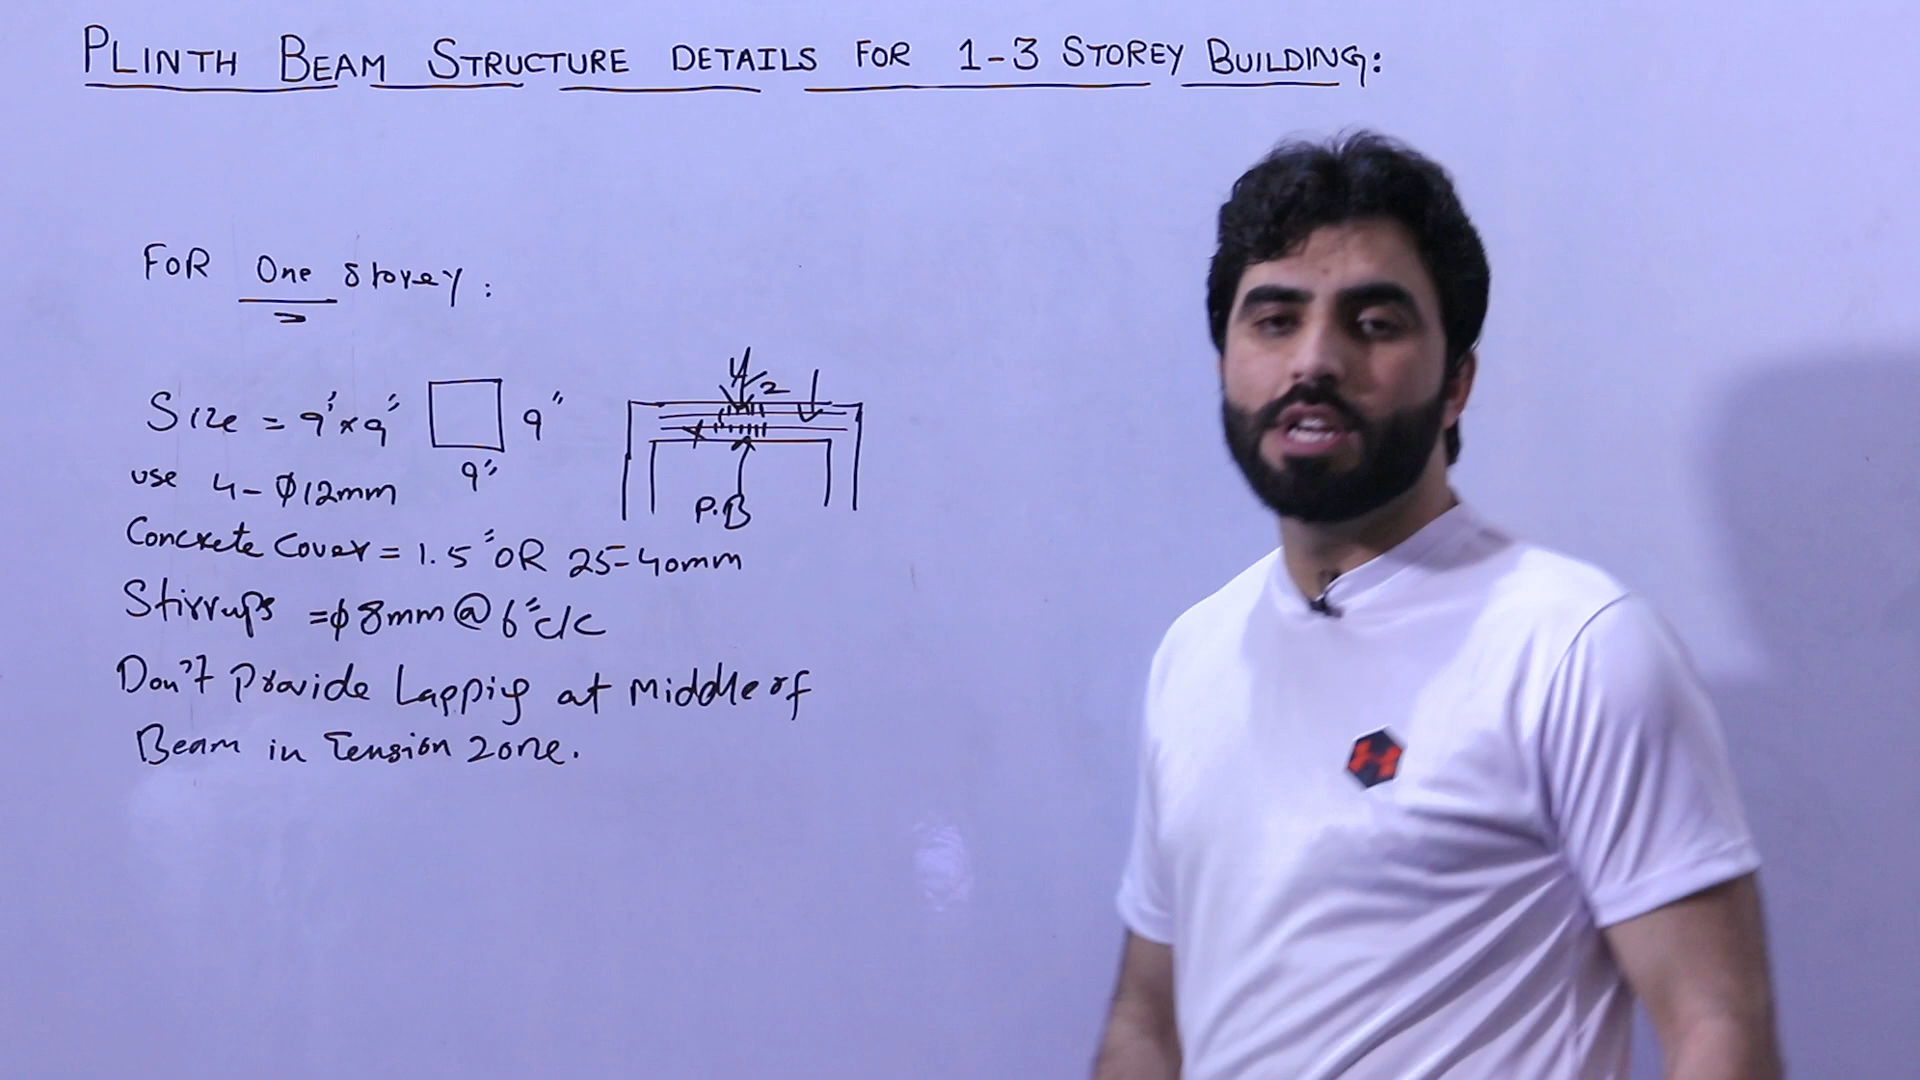 PLINTH BEAM STRUCTURE DETAILS FOR 1-3 STOREY BUILDING:
FOR One Storey:
Size = 9"x9" 9"
9"
use 4-φ12mm
2
P.B
Concrete Cover = 1.5" OR 25-40mm
Stirrups = φ 8mm @ 6" c/c
Don't Provide Lapping at middle of
Beam in Tension Zone.